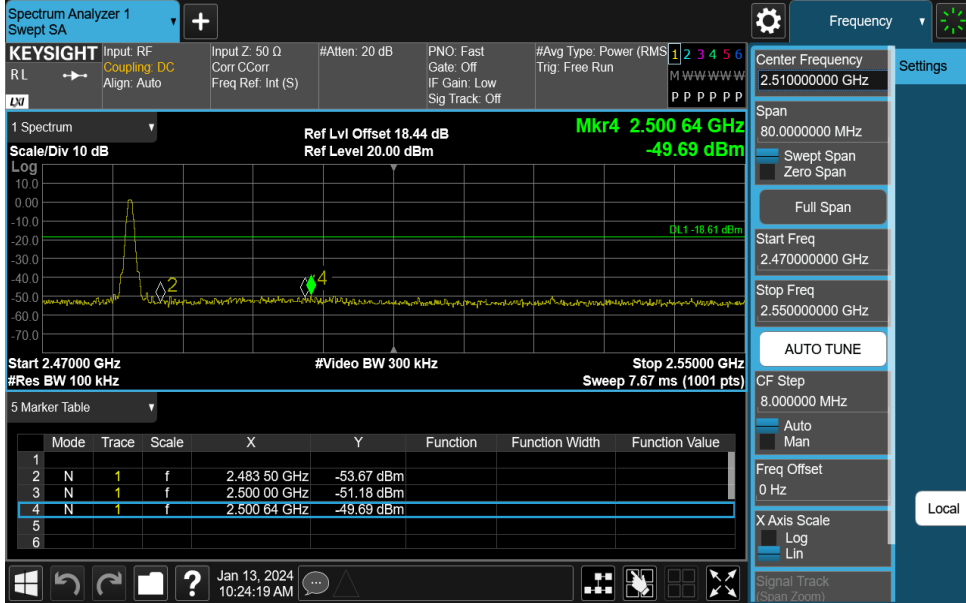 Spectrum Analyzer 1
Swept SA
+
Frequency
KEYSIGHT
Input: RF
Input Z: 50 Ω
#Atten: 20 dB
PNO: Fast
#Avg Type: Power (RMS
1 2 3 4 5 6
R L
Coupling: DC
Corr CCorr
Gate: Off
Trig: Free Run
Align: Auto
Freq Ref: Int (S)
IF Gain: Low
M W W W W W
Sig Track: Off
P P P P P P
LXI
1 Spectrum
Ref Lvl Offset 18.44 dB
Mkr4 2.500 64 GHz
Scale/Div 10 dB
Ref Level 20.00 dBm
-49.69 dBm
Log
10.0
0.00
-10.0
-20.0
DL1 -18.61 dBm
-30.0
-40.0
2
4
-50.0
-60.0
-70.0
Start 2.47000 GHz
#Video BW 300 kHz
Stop 2.55000 GHz
#Res BW 100 kHz
Sweep 7.67 ms (1001 pts)
5 Marker Table
Mode Trace Scale X Y Function Function Width Function Value
1
2 N 1 f 2.483 50 GHz -53.67 dBm
3 N 1 f 2.500 00 GHz -51.18 dBm
4 N 1 f 2.500 64 GHz -49.69 dBm
5
6
?
Jan 13, 2024
10:24:19 AM
Center Frequency
2.510000000 GHz
Span
80.0000000 MHz
Swept Span
Zero Span
Full Span
Start Freq
2.470000000 GHz
Stop Freq
2.550000000 GHz
AUTO TUNE
CF Step
8.000000 MHz
Auto
Man
Freq Offset
0 Hz
X Axis Scale
Log
Lin
Signal Track
(Span Zoom)
Settings
Local